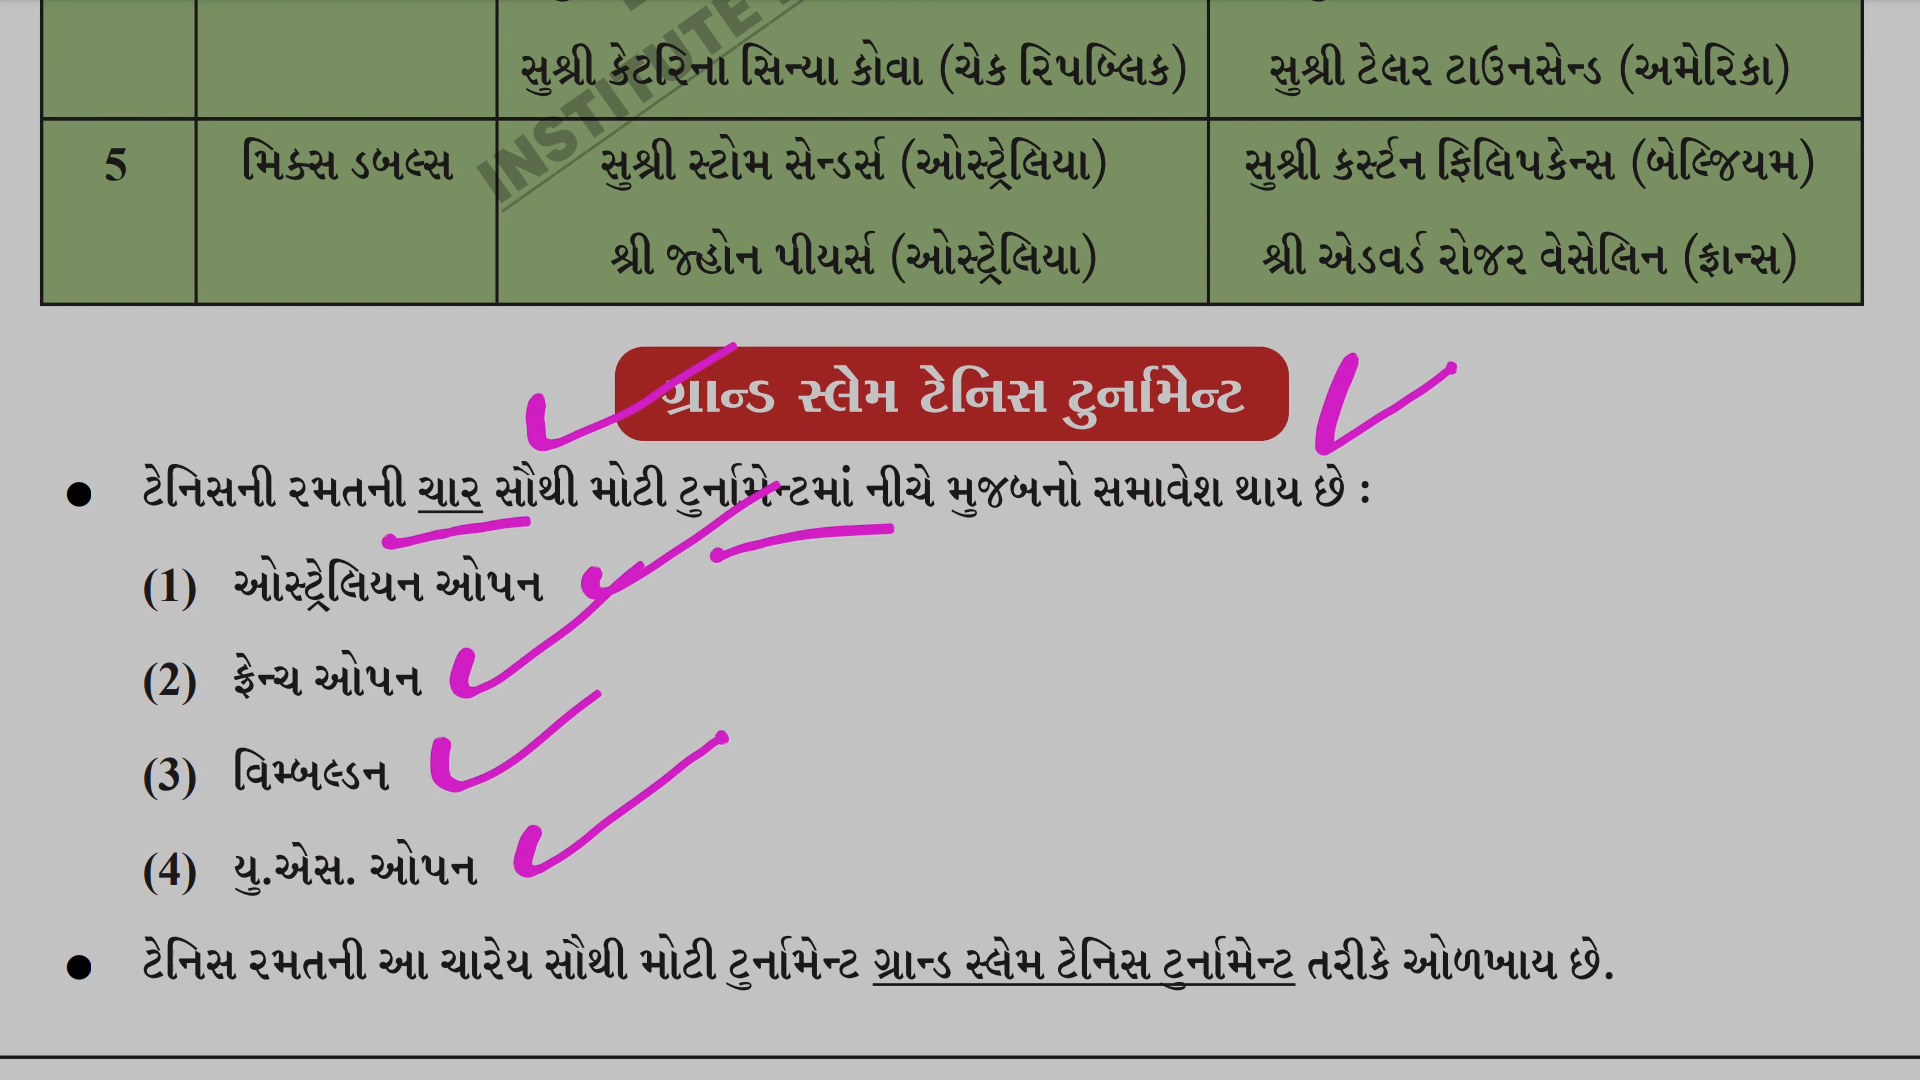 સુશ્રી કેટરિના સિન્યા કોવા (ચેક રિપબ્લિક) સુશ્રી ટેલર ટાઉનસેન્ડ (અમેરિકા)
5 મિક્સ ડબલ્સ સુશ્રી સ્ટોમ સેન્ડર્સ (ઓસ્ટ્રેલિયા) સુશ્રી કર્સ્ટન ફિલિપકેન્સ (બેલ્જિયમ)
શ્રી જ્હોન પીયર્સ (ઓસ્ટ્રેલિયા) શ્રી એડવર્ડ રોજર વેસેલિન (ફ્રાન્સ)
INSTITUTE
ગ્રાન્ડ સ્લેમ ટેનિસ ટુર્નામેન્ટ
● ટેનિસની રમતની ચાર સૌથી મોટી ટુર્નામેન્ટમાં નીચે મુજબનો સમાવેશ થાય છે :
(1) ઓસ્ટ્રેલિયન ઓપન
(2) ફ્રેન્ચ ઓપન
(3) વિમ્બલ્ડન
(4) યુ.એસ. ઓપન
● ટેનિસ રમતની આ ચારેય સૌથી મોટી ટુર્નામેન્ટ ગ્રાન્ડ સ્લેમ ટેનિસ ટુર્નામેન્ટ તરીકે ઓળખાય છે.